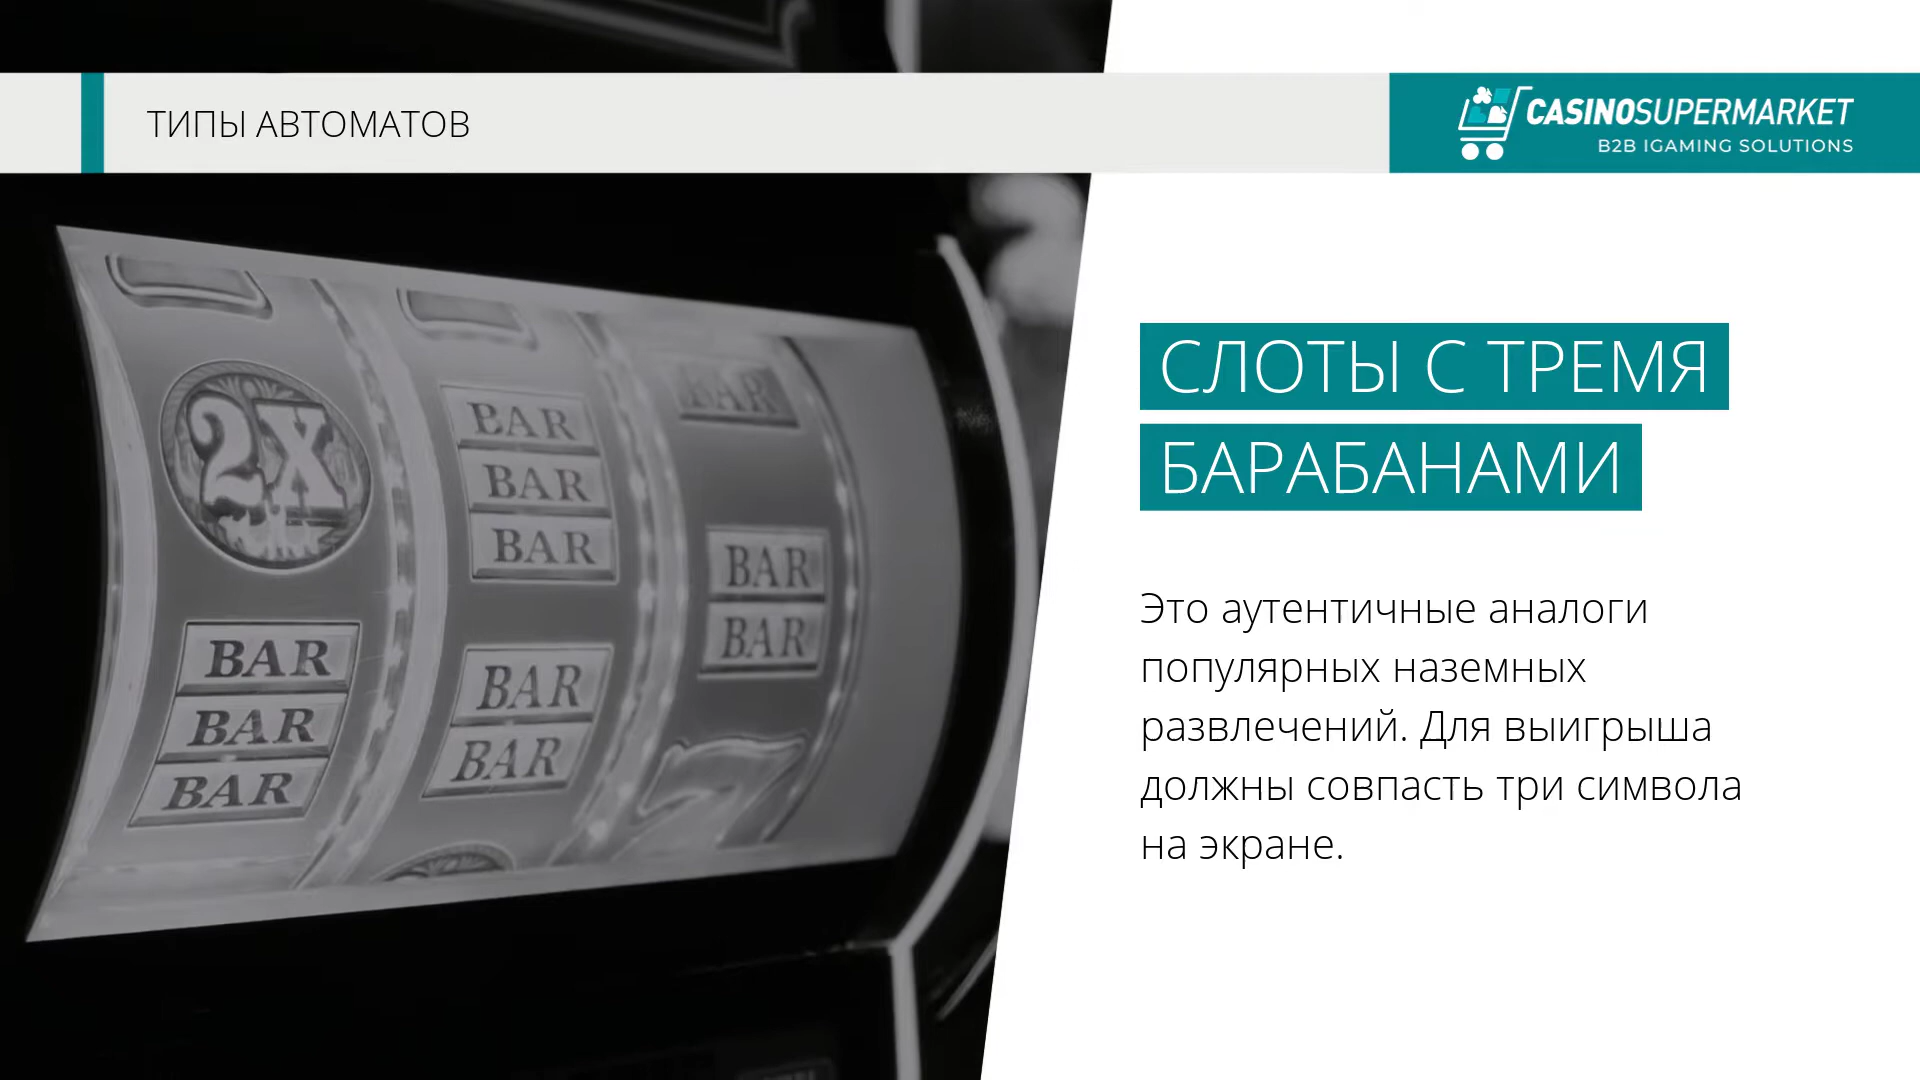 ТИПЫ АВТОМАТОВ
CASINOSUPERMARKET
B2B IGAMING SOLUTIONS
СЛОТЫ С ТРЕМЯ
БАРАБАНАМИ
Это аутентичные аналоги
популярных наземных
развлечений. Для выигрыша
должны совпасть три символа
на экране.
2X
BAR
BAR
BAR
BAR
BAR
BAR
BAR
BAR
BAR
BAR
BAR
7